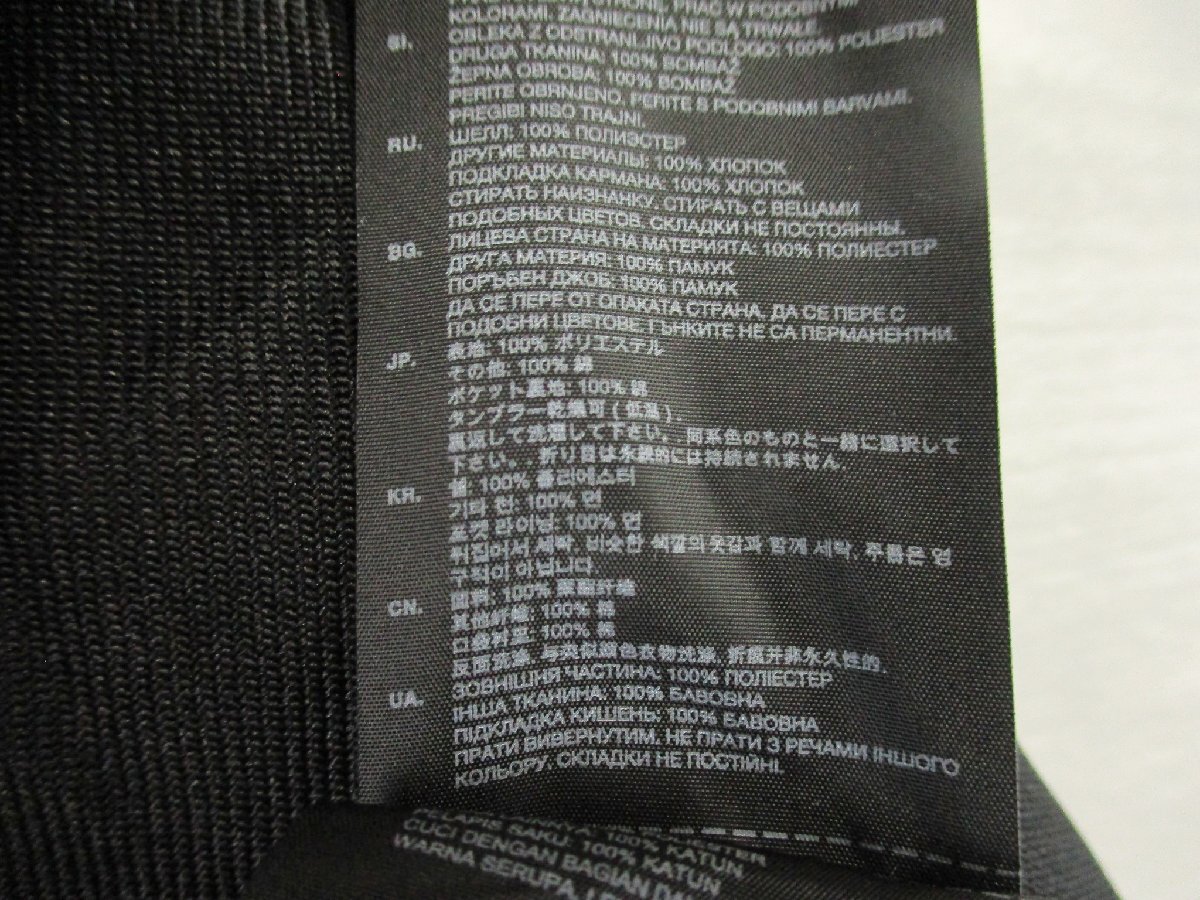 STRONĘ, PRAĆ W PODOBNYMI
KOLORAMI. ZAGNIECENIA NIE SĄ TRWALE
SI. OBLEKA Z ODSTRANLJIVO PODLOGO: 100% POLIESTER
DRUGA TKANINA: 100% BOMBAŽ
ŽEPNA OBROBA: 100% BOMBAŽ
PERITE OBRNJENO. PERITE S PODOBNIMI BARVAMI.
PREGIBI NISO TRAJNI.
RU. ШЕЛЛ: 100% ПОЛИЭСТЕР
ДРУГИЕ МАТЕРИАЛЫ: 100% ХЛОПОК
ПОДКЛАДКА КАРМАНА: 100% ХЛОПОК
СТИРАТЬ НАИЗНАНКУ. СТИРАТЬ С ВЕЩАМИ
ПОДОБНЫХ ЦВЕТОВ. СКЛАДКИ НЕ ПОСТОЯННЫ.
BG. ЛИЦЕВА СТРАНА НА МАТЕРИЯТА: 100% ПОЛИЕСТЕР
ДРУГА МАТЕРИЯ: 100% ПАМУК
ПОРЪБЕН ДЖОБ: 100% ПАМУК
ДА СЕ ПЕРЕ ОТ ОПАКАТА СТРАНА. ДА СЕ ПЕРЕ С
ПОДОБНИ ЦВЕТОВЕ. ГЪНКИТЕ НЕ СА ПЕРМАНЕНТНИ.
JP. 表地: 100% ポリエステル
その他: 100% 綿
ポケット裏地: 100% 綿
タンブラー乾燥可 (低温).
裏返して洗濯して下さい。同系色のものと一緒に選択して
下さい。. 折り目は永続的には持続されません.
KR. 쉘: 100% 폴리에스터
기타 천: 100% 면
포켓 라이닝: 100% 면
뒤집어서 세탁. 비슷한 색깔의 옷감과 함께 세탁. 주름은 영
구적이 아닙니다
CN. 面料: 100% 聚酯纤维
其他纤维: 100% 棉
口袋衬里: 100% 棉
反面洗涤. 与类似颜色衣物洗涤. 折痕并非永久性的.
UA. ЗОВНІШНЯ ЧАСТИНА: 100% ПОЛІЕСТЕР
ІНША ТКАНИНА: 100% БАВОВНА
ПІДКЛАДКА КИШЕНЬ: 100% БАВОВНА
ПРАТИ ВИВЕРНУТИМ. НЕ ПРАТИ З РЕЧАМИ ІНШОГО
КОЛЬОРУ. СКЛАДКИ НЕ ПОСТІЙНІ.
SAKU: 100% KATUN
CUCI DENGAN BAGIAN
WARNA SERUPA.